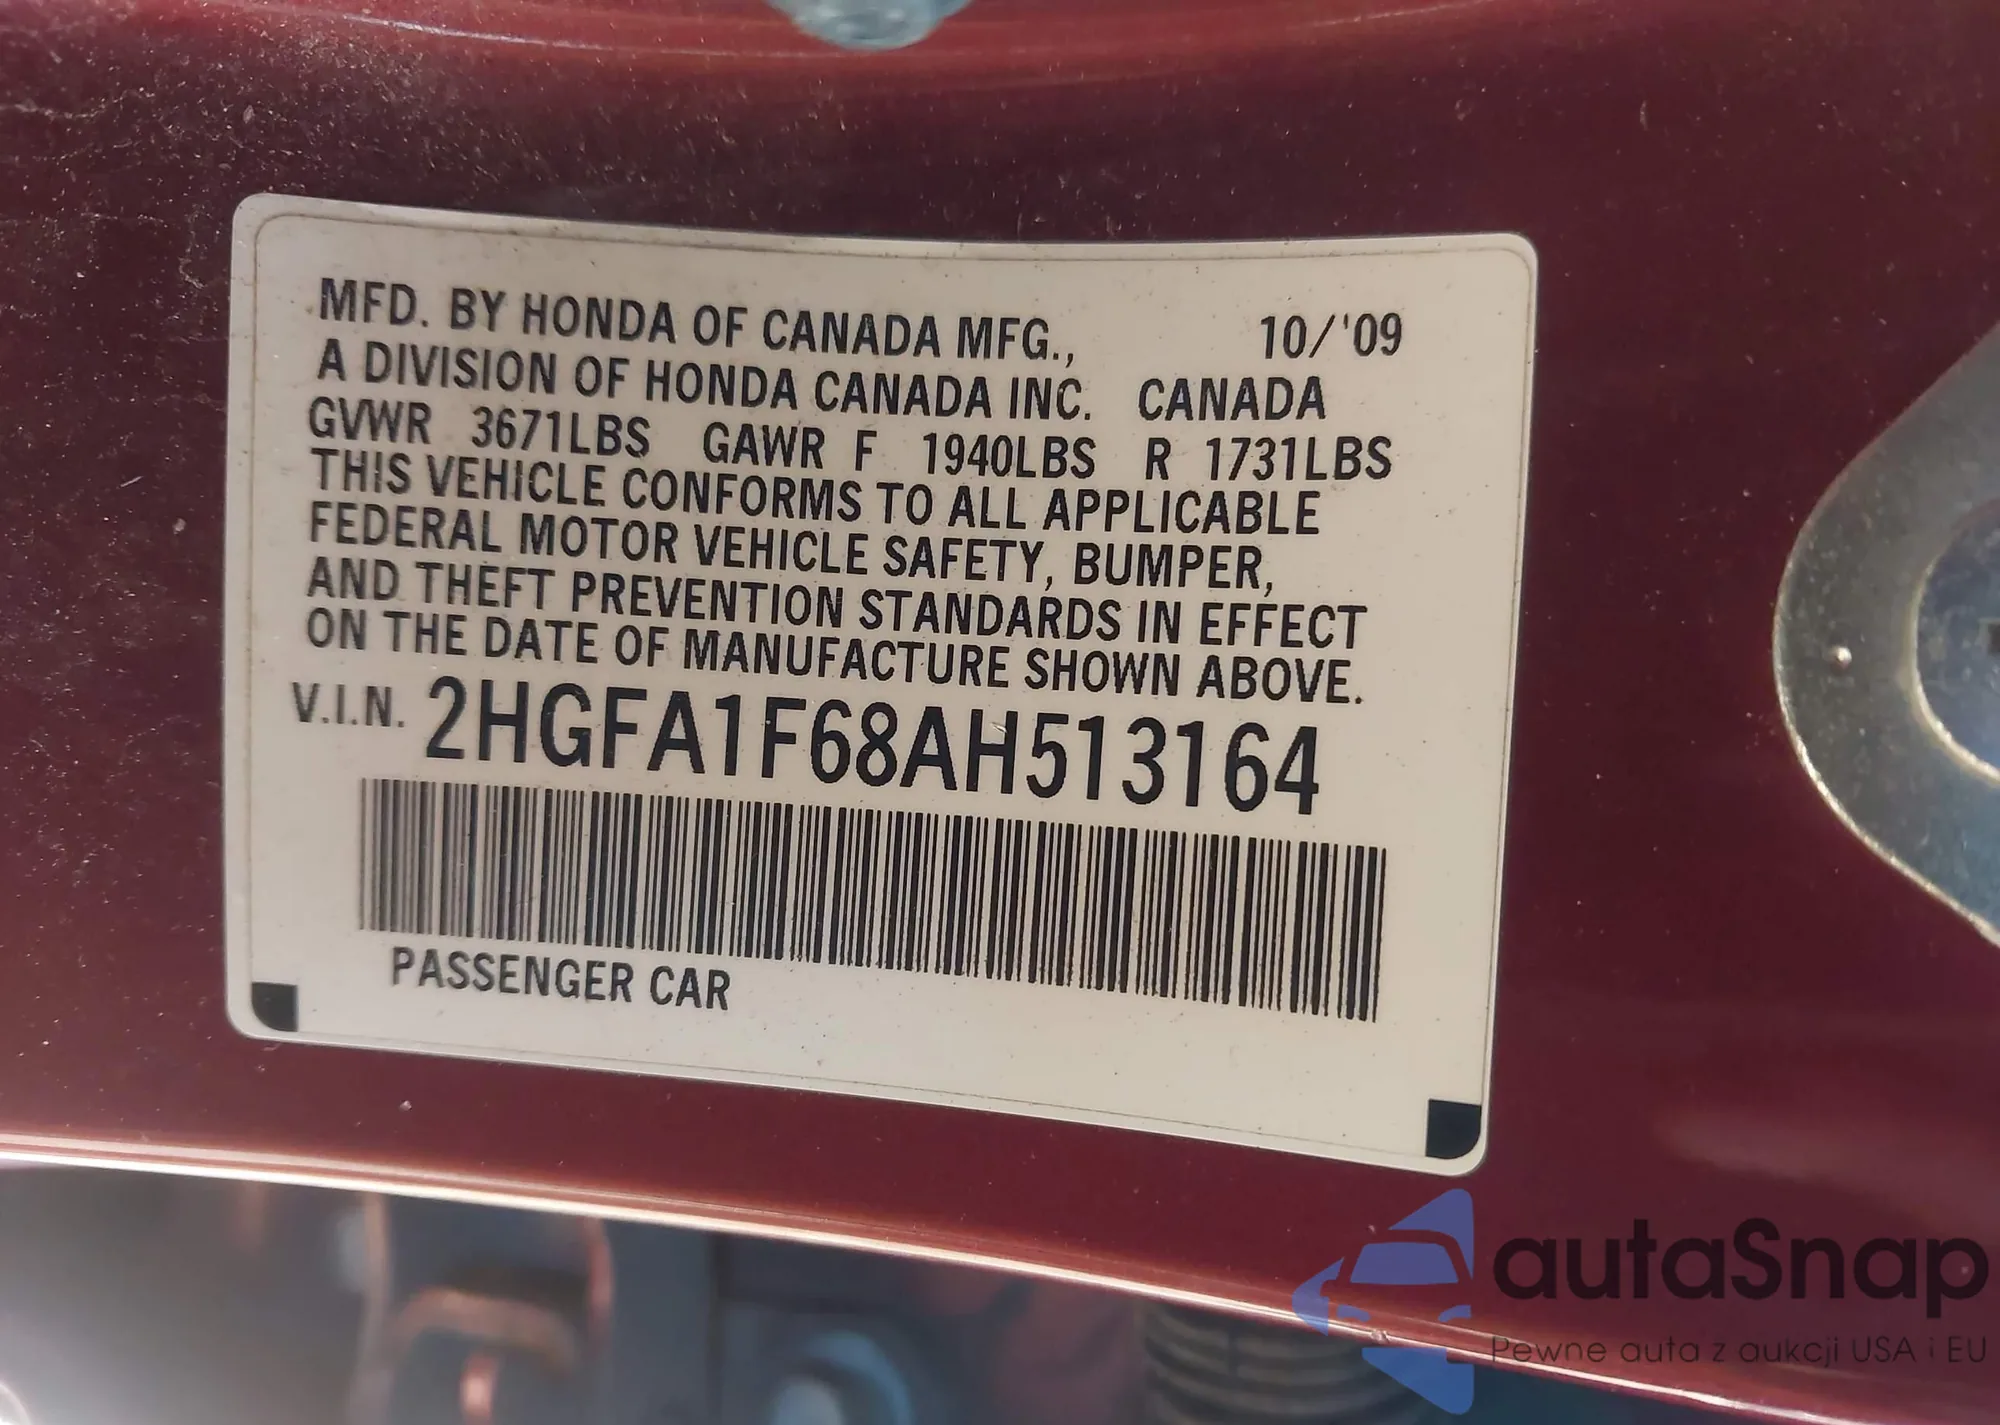 MFD. BY HONDA OF CANADA MFG., 10/'09
A DIVISION OF HONDA CANADA INC. CANADA
GVWR 3671LBS GAWR F 1940LBS R 1731LBS
THIS VEHICLE CONFORMS TO ALL APPLICABLE
FEDERAL MOTOR VEHICLE SAFETY, BUMPER,
AND THEFT PREVENTION STANDARDS IN EFFECT
ON THE DATE OF MANUFACTURE SHOWN ABOVE.
V.I.N. 2HGFA1F68AH513164
PASSENGER CAR
autaSnap
Pewne auta z aukcji USA i EU